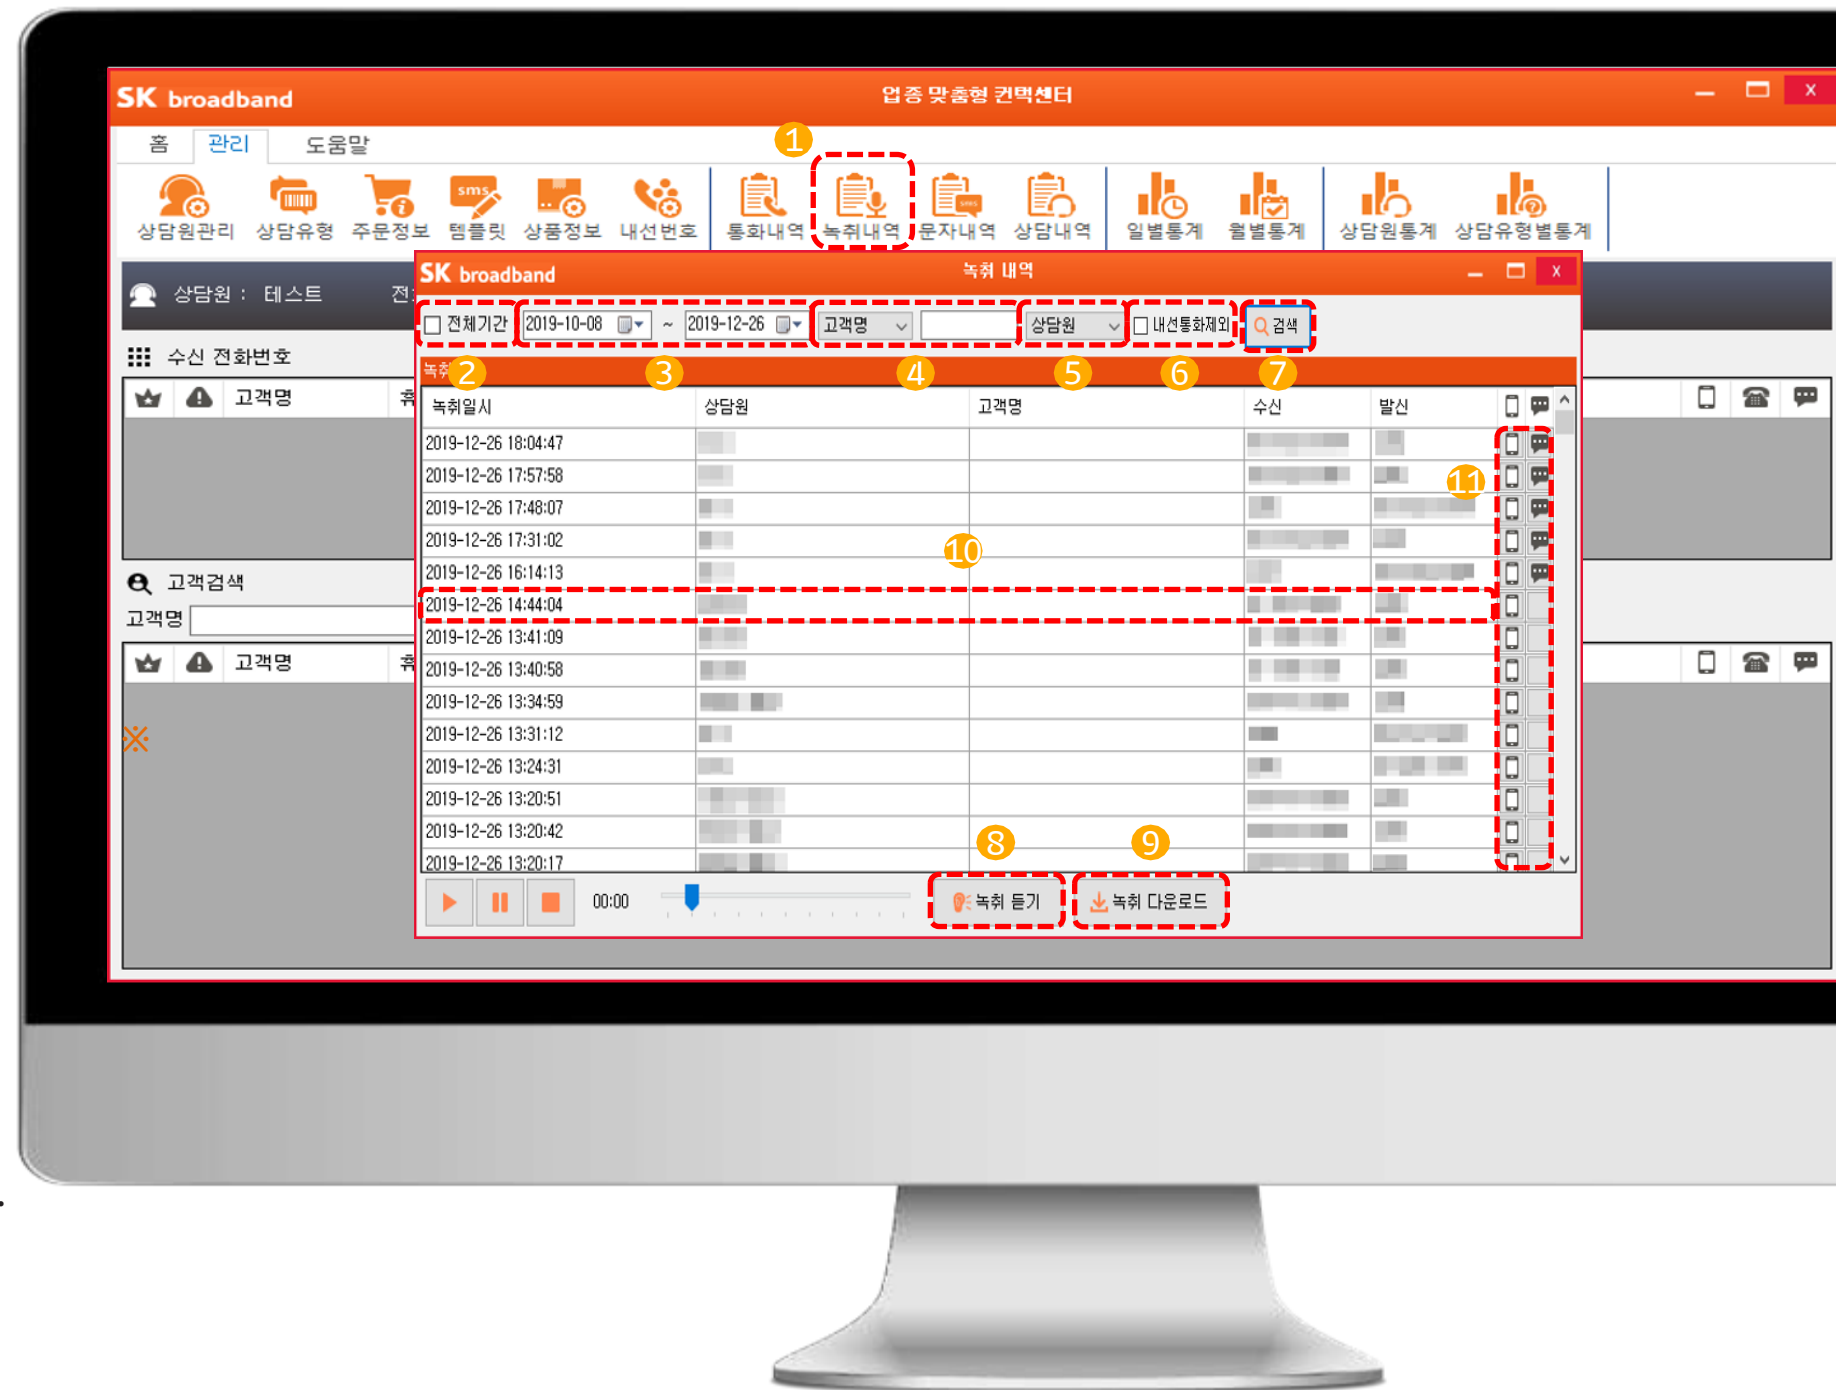 SK broadband 업종 맞춤형 컨택센터 X
홈 관리 도움말 1
sms sms
상담원관리 상담유형 주문정보 템플릿 상품정보 내선번호 통화내역 녹취내역 문자내역 상담내역 일별통계 월별통계 상담원통계 상담유형별통계
상담원 : 테스트
SK broadband 녹취 내역 X
전체기간 2019-10-08 ~ 2019-12-26 고객명 상담원 내선통화제외 검색
수신 전화번호
녹취 2 3 4 5 6 7
고객명 휴
녹취일시 상담원 고객명 수신 발신
2019-12-26 18:04:47
2019-12-26 17:57:58
11
2019-12-26 17:48:07
2019-12-26 17:31:02
10
2019-12-26 16:14:13
고객검색
2019-12-26 14:44:04
고객명
2019-12-26 13:41:09
고객명 휴
2019-12-26 13:40:58
2019-12-26 13:34:59
※
2019-12-26 13:31:12
2019-12-26 13:24:31
2019-12-26 13:20:51
2019-12-26 13:20:42
8 9
2019-12-26 13:20:17
00:00 녹취 듣기 녹취 다운로드
.